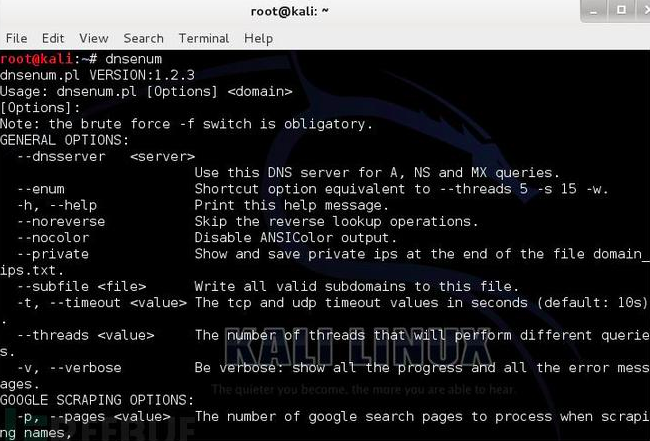 root@kali: ~
File Edit View Search Terminal Help
root@kali:~# dnsenum
dnsenum.pl VERSION:1.2.3
Usage: dnsenum.pl [Options] <domain>
[Options]:
Note: the brute force -f switch is obligatory.
GENERAL OPTIONS:
--dnsserver <server>
Use this DNS server for A, NS and MX queries.
--enum Shortcut option equivalent to --threads 5 -s 15 -w.
-h, --help Print this help message.
--noreverse Skip the reverse lookup operations.
--nocolor Disable ANSIColor output.
--private Show and save private ips at the end of the file domain_
ips.txt.
--subfile <file> Write all valid subdomains to this file.
-t, --timeout <value> The tcp and udp timeout values in seconds (default: 10s)
.
--threads <value> The number of threads that will perform different querie
s.
KALI LINUX
-v, --verbose Be verbose: show all the progress and all the error mess
ages.
The quieter you become, the more you are able to hear.
GOOGLE SCRAPING OPTIONS:
-p, --pages <value> The number of google search pages to process when scrapi
ng names,